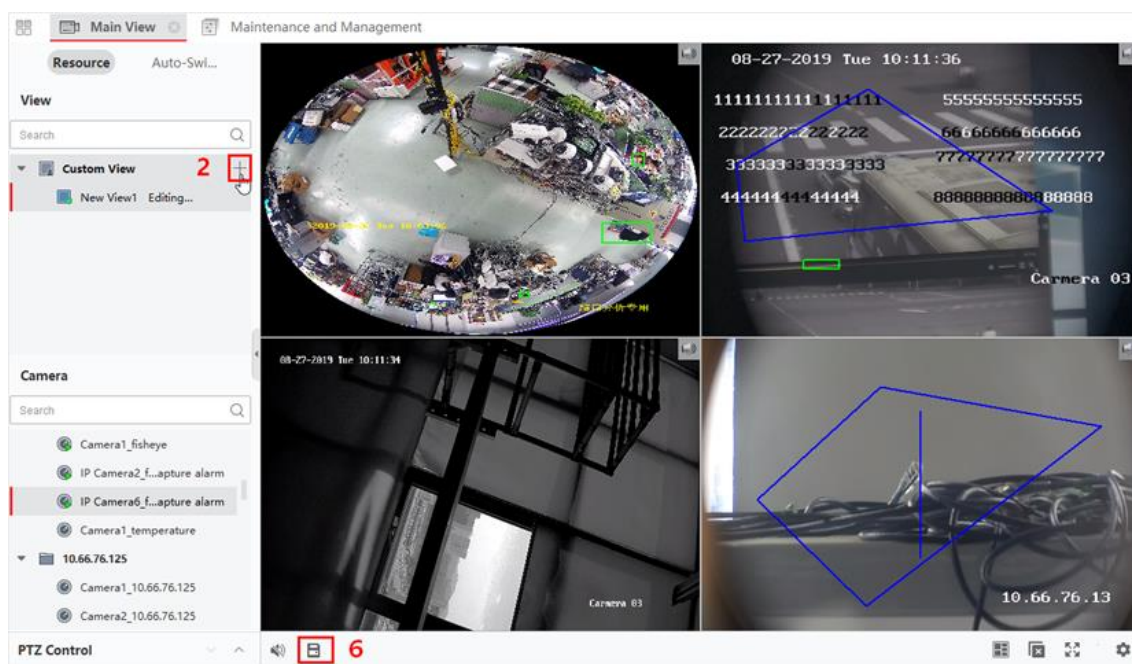 Main View
Maintenance and Management
Resource
Auto-Swi...
View
Search
Custom View
2
New View1 Editing...
Camera
Search
Camera1_fisheye
IP Camera2_f...apture alarm
IP Camera6_f...apture alarm
Camera1_temperature
10.66.76.125
Camera1_10.66.76.125
Camera2_10.66.76.125
PTZ Control
08-27-2019 Tue 10:11:36
11111111111111111 55555555555555
222222222222222 66666666666666
3333333333333333 77777777777777777
44444444444444 8888888888888888
Carmera 03
08-27-2019 Tue 10:11:34
Carmera 03
10.66.76.13
6